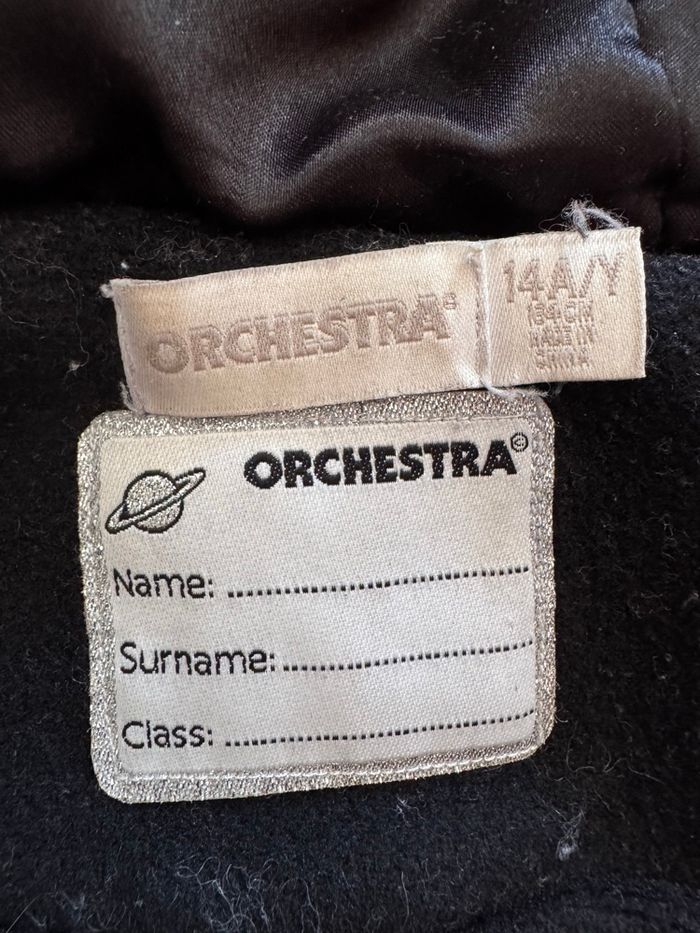 ORCHESTRA®
14A/Y
164CM
MADE IN
CHINA
ORCHESTRA©
Name: ..............................
Surname: .........................
Class: ..............................